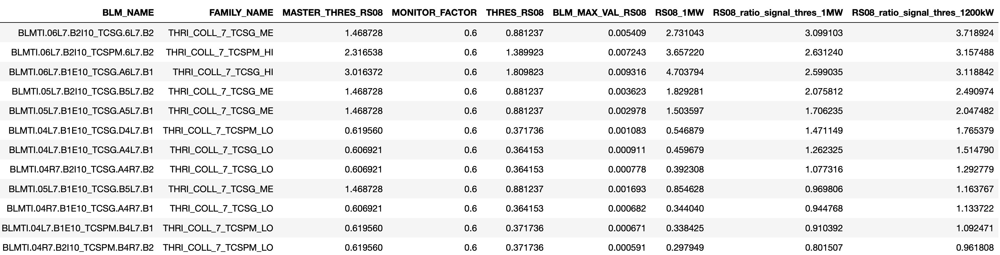 BLM_NAME FAMILY_NAME MASTER_THRES_RS08 MONITOR_FACTOR THRES_RS08 BLM_MAX_VAL_RS08 RS08_1MW RS08_ratio_signal_thres_1MW RS08_ratio_signal_thres_1200kW
BLMTI.06L7.B2I10_TCSG.6L7.B2 THRI_COLL_7_TCSG_ME 1.468728 0.6 0.881237 0.005409 2.731043 3.099103 3.718924
BLMTI.06L7.B2I10_TCSPM.6L7.B2 THRI_COLL_7_TCSPM_HI 2.316538 0.6 1.389923 0.007243 3.657220 2.631240 3.157488
BLMTI.06L7.B1E10_TCSG.A6L7.B1 THRI_COLL_7_TCSG_HI 3.016372 0.6 1.809823 0.009316 4.703794 2.599035 3.118842
BLMTI.05L7.B2I10_TCSG.B5L7.B2 THRI_COLL_7_TCSG_ME 1.468728 0.6 0.881237 0.003623 1.829281 2.075812 2.490974
BLMTI.05L7.B1E10_TCSG.A5L7.B1 THRI_COLL_7_TCSG_ME 1.468728 0.6 0.881237 0.002978 1.503597 1.706235 2.047482
BLMTI.04L7.B1E10_TCSG.D4L7.B1 THRI_COLL_7_TCSPM_LO 0.619560 0.6 0.371736 0.001083 0.546879 1.471149 1.765379
BLMTI.04L7.B1E10_TCSG.A4L7.B1 THRI_COLL_7_TCSG_LO 0.606921 0.6 0.364153 0.000911 0.459679 1.262325 1.514790
BLMTI.04R7.B2I10_TCSG.A4R7.B2 THRI_COLL_7_TCSG_LO 0.606921 0.6 0.364153 0.000778 0.392308 1.077316 1.292779
BLMTI.05L7.B1E10_TCSG.B5L7.B1 THRI_COLL_7_TCSG_ME 1.468728 0.6 0.881237 0.001693 0.854628 0.969806 1.163767
BLMTI.04R7.B1E10_TCSG.A4R7.B1 THRI_COLL_7_TCSG_LO 0.606921 0.6 0.364153 0.000682 0.344040 0.944768 1.133722
BLMTI.04L7.B1E10_TCSPM.B4L7.B1 THRI_COLL_7_TCSPM_LO 0.619560 0.6 0.371736 0.000671 0.338425 0.910392 1.092471
BLMTI.04R7.B2I10_TCSPM.B4R7.B2 THRI_COLL_7_TCSPM_LO 0.619560 0.6 0.371736 0.000591 0.297949 0.801507 0.961808